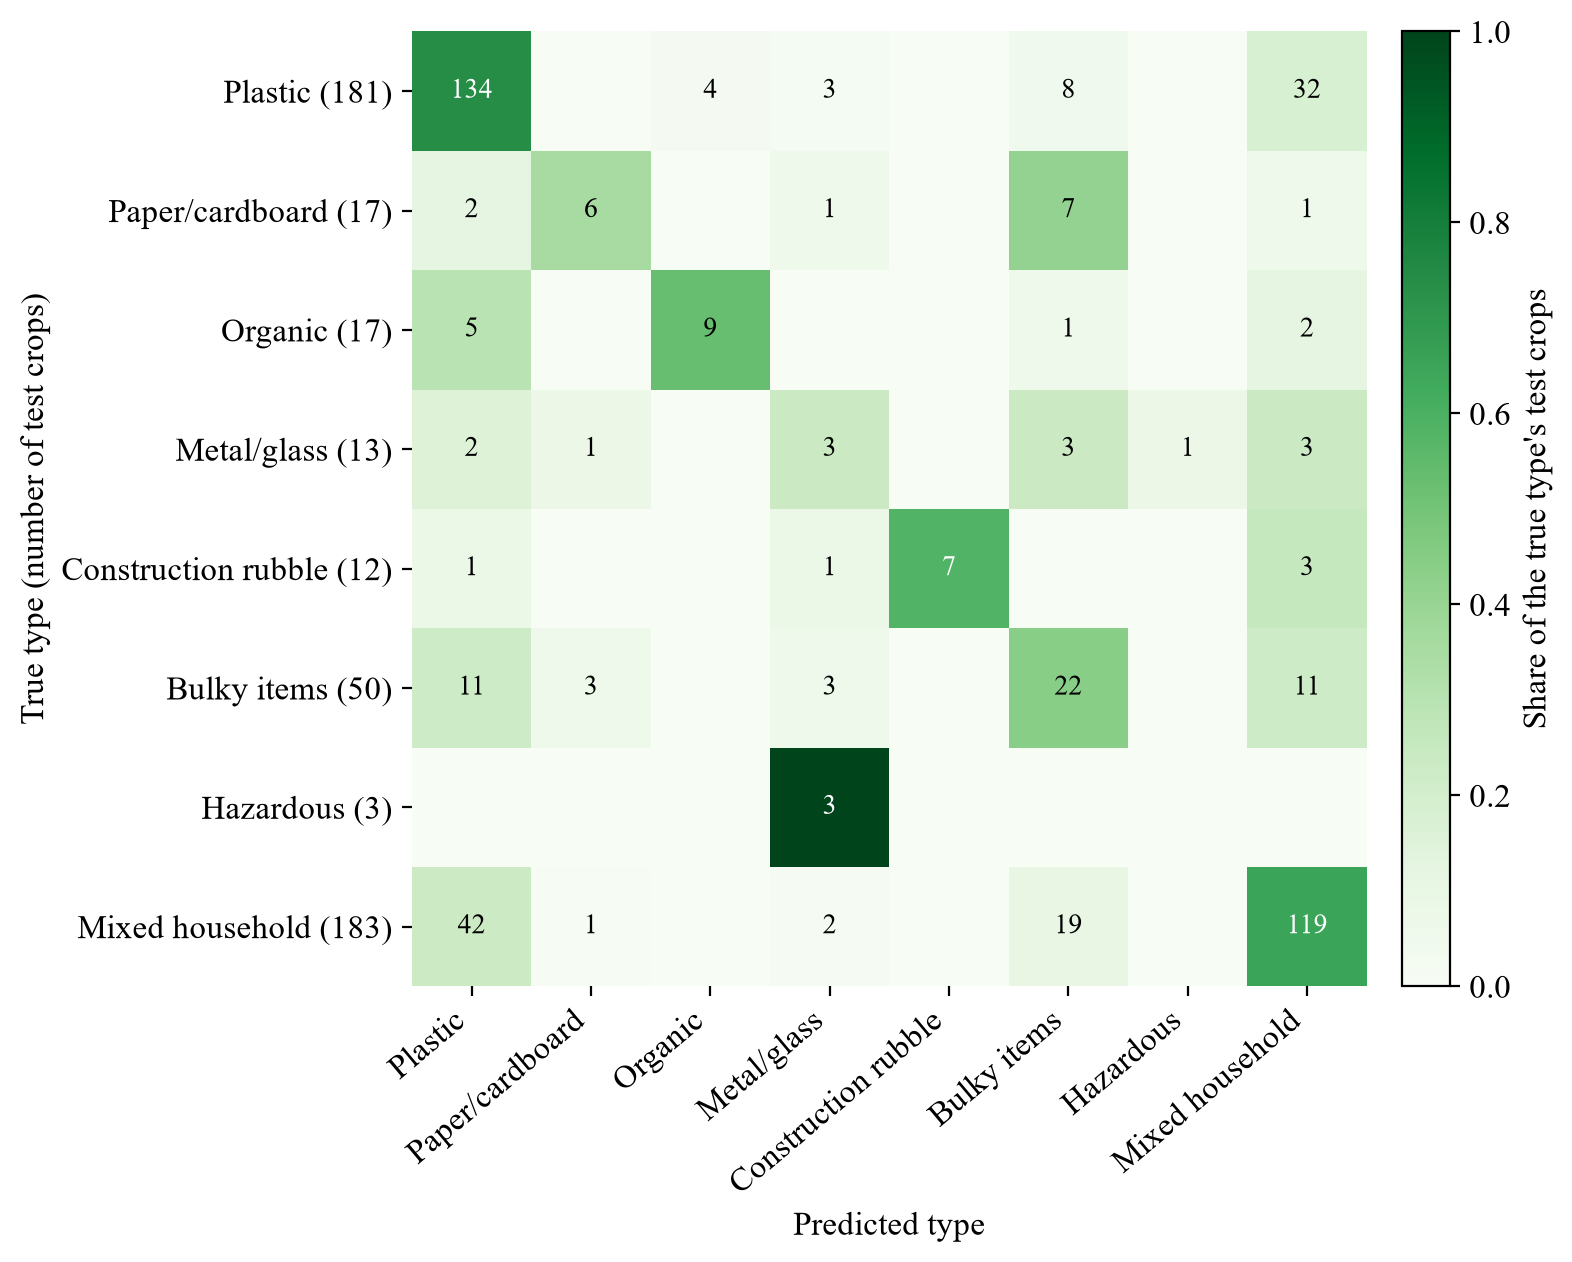 Plastic (181) 134 4 3 8 32
Paper/cardboard (17) 2 6 1 7 1
Organic (17) 5 9 1 2
Metal/glass (13) 2 1 3 3 1 3
Construction rubble (12) 1 1 7 3
Bulky items (50) 11 3 3 22 11
Hazardous (3) 3
Mixed household (183) 42 1 2 19 119
True type (number of test crops)
Plastic
Paper/cardboard
Organic
Metal/glass
Construction rubble
Bulky items
Hazardous
Mixed household
Predicted type
1.0
0.8
0.6
0.4
0.2
0.0
Share of the true type's test crops